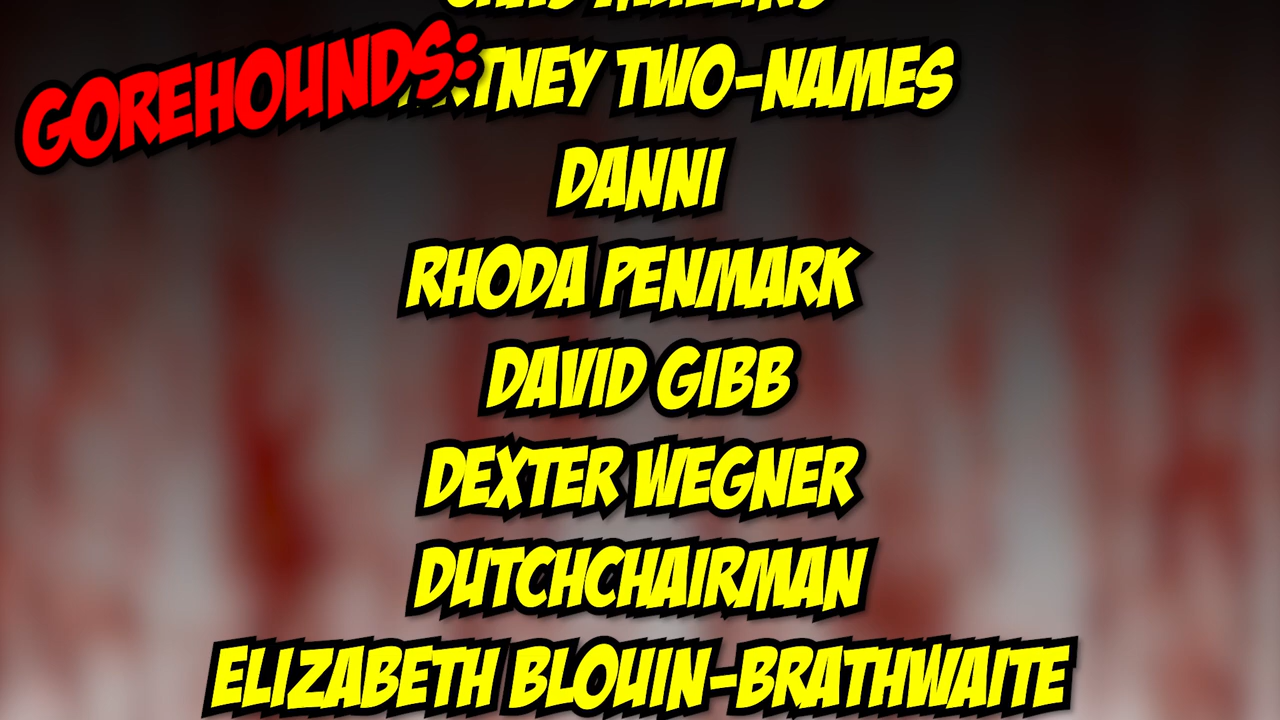 GOREHOUNDS:
TWO-NAMES
DANNI
RHODA PENMARK
DAVID GIBB
DEXTER WEGNER
DUTCHCHAIRMAN
ELIZABETH BLOUIN-BRATHWAITE